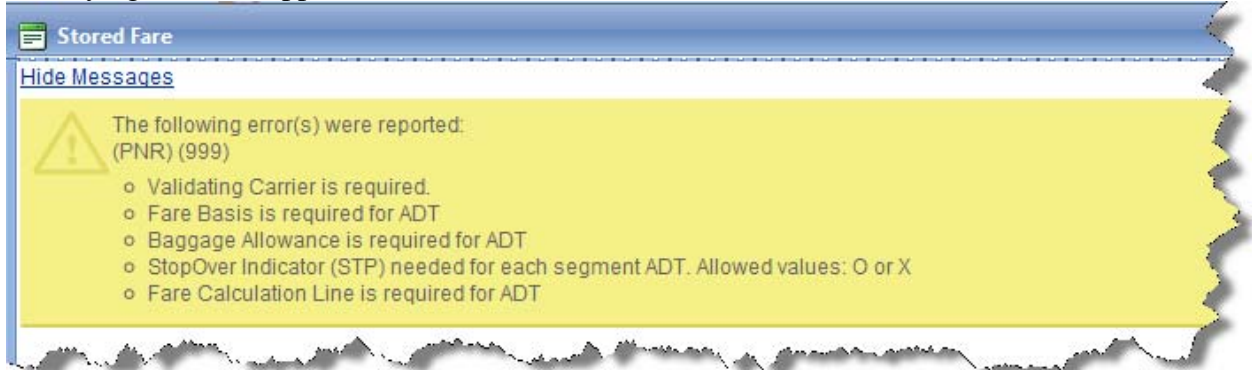 Stored Fare
Hide Messages
The following error(s) were reported:
(PNR) (999)
Validating Carrier is required.
Fare Basis is required for ADT
Baggage Allowance is required for ADT
StopOver Indicator (STP) needed for each segment ADT. Allowed values: O or X
Fare Calculation Line is required for ADT